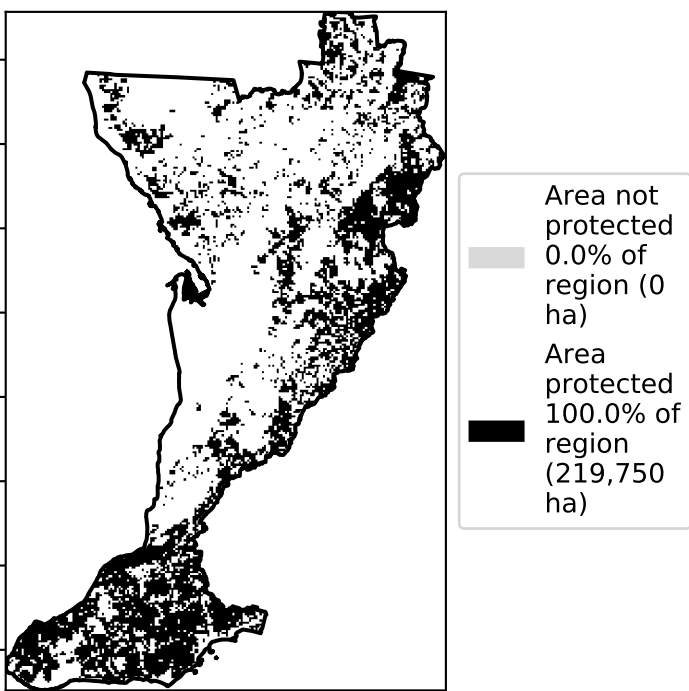 Area not
protected
0.0% of
region (0
ha)
Area
protected
100.0% of
region
(219,750
ha)